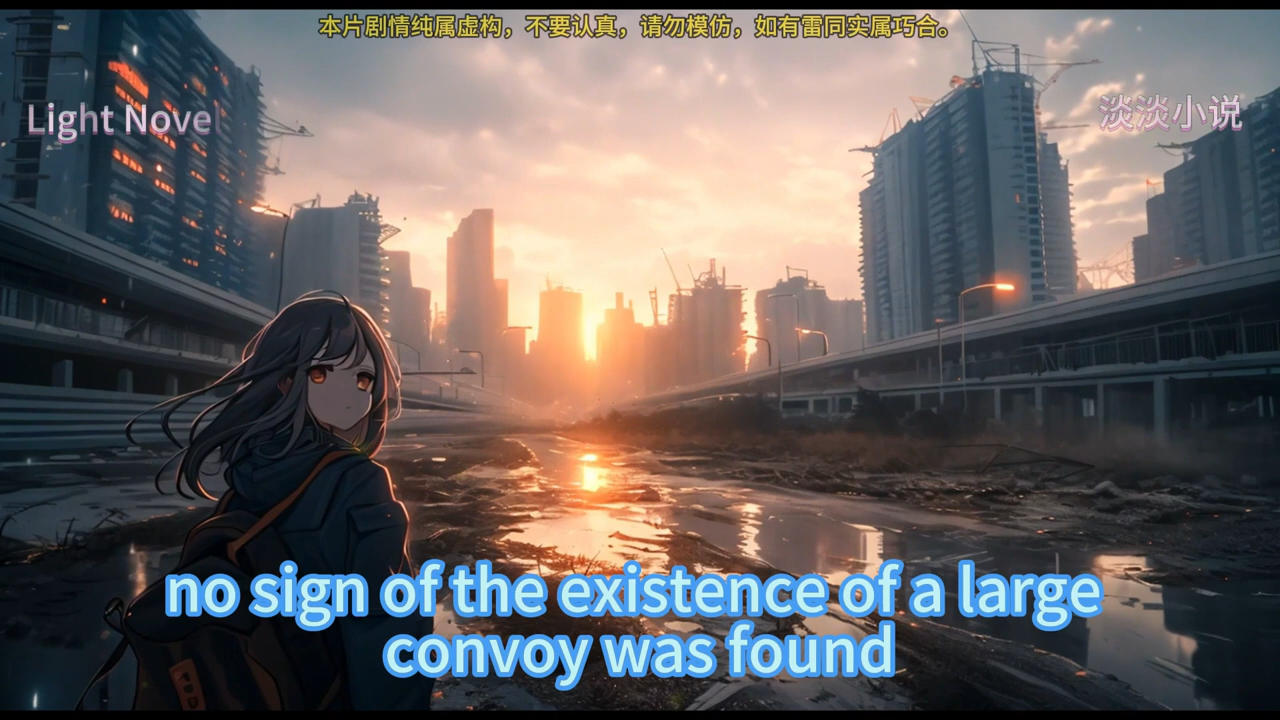 本片剧情纯属虚构，不要认真，请勿模仿，如有雷同实属巧合。
Light Novel
淡淡小说
no sign of the existence of a large
convoy was found